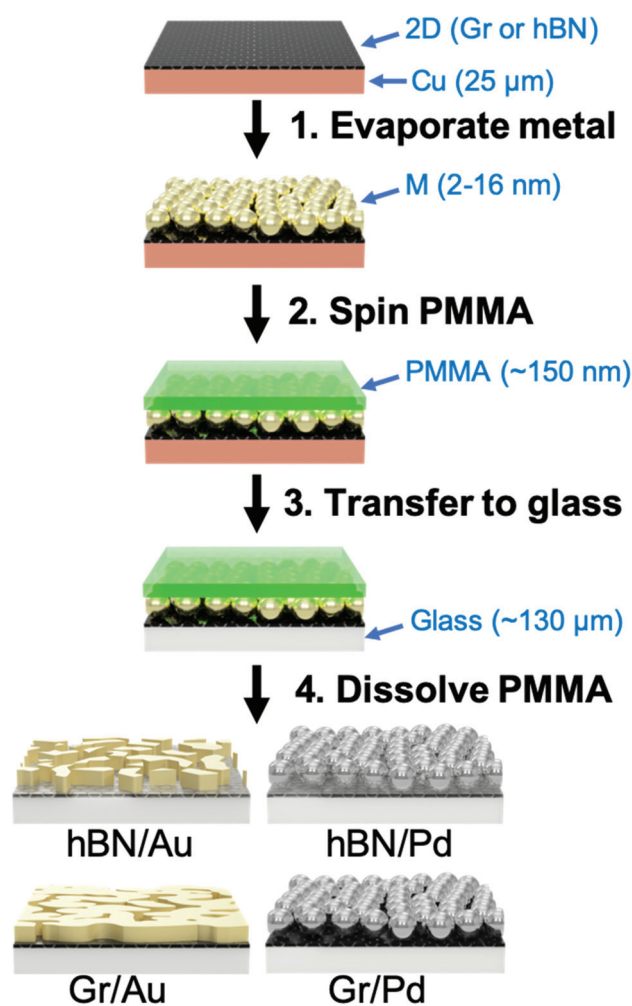 2D (Gr or hBN)
Cu (25 µm)
1. Evaporate metal
M (2-16 nm)
2. Spin PMMA
PMMA (~150 nm)
3. Transfer to glass
Glass (~130 µm)
4. Dissolve PMMA
hBN/Au
hBN/Pd
Gr/Au
Gr/Pd